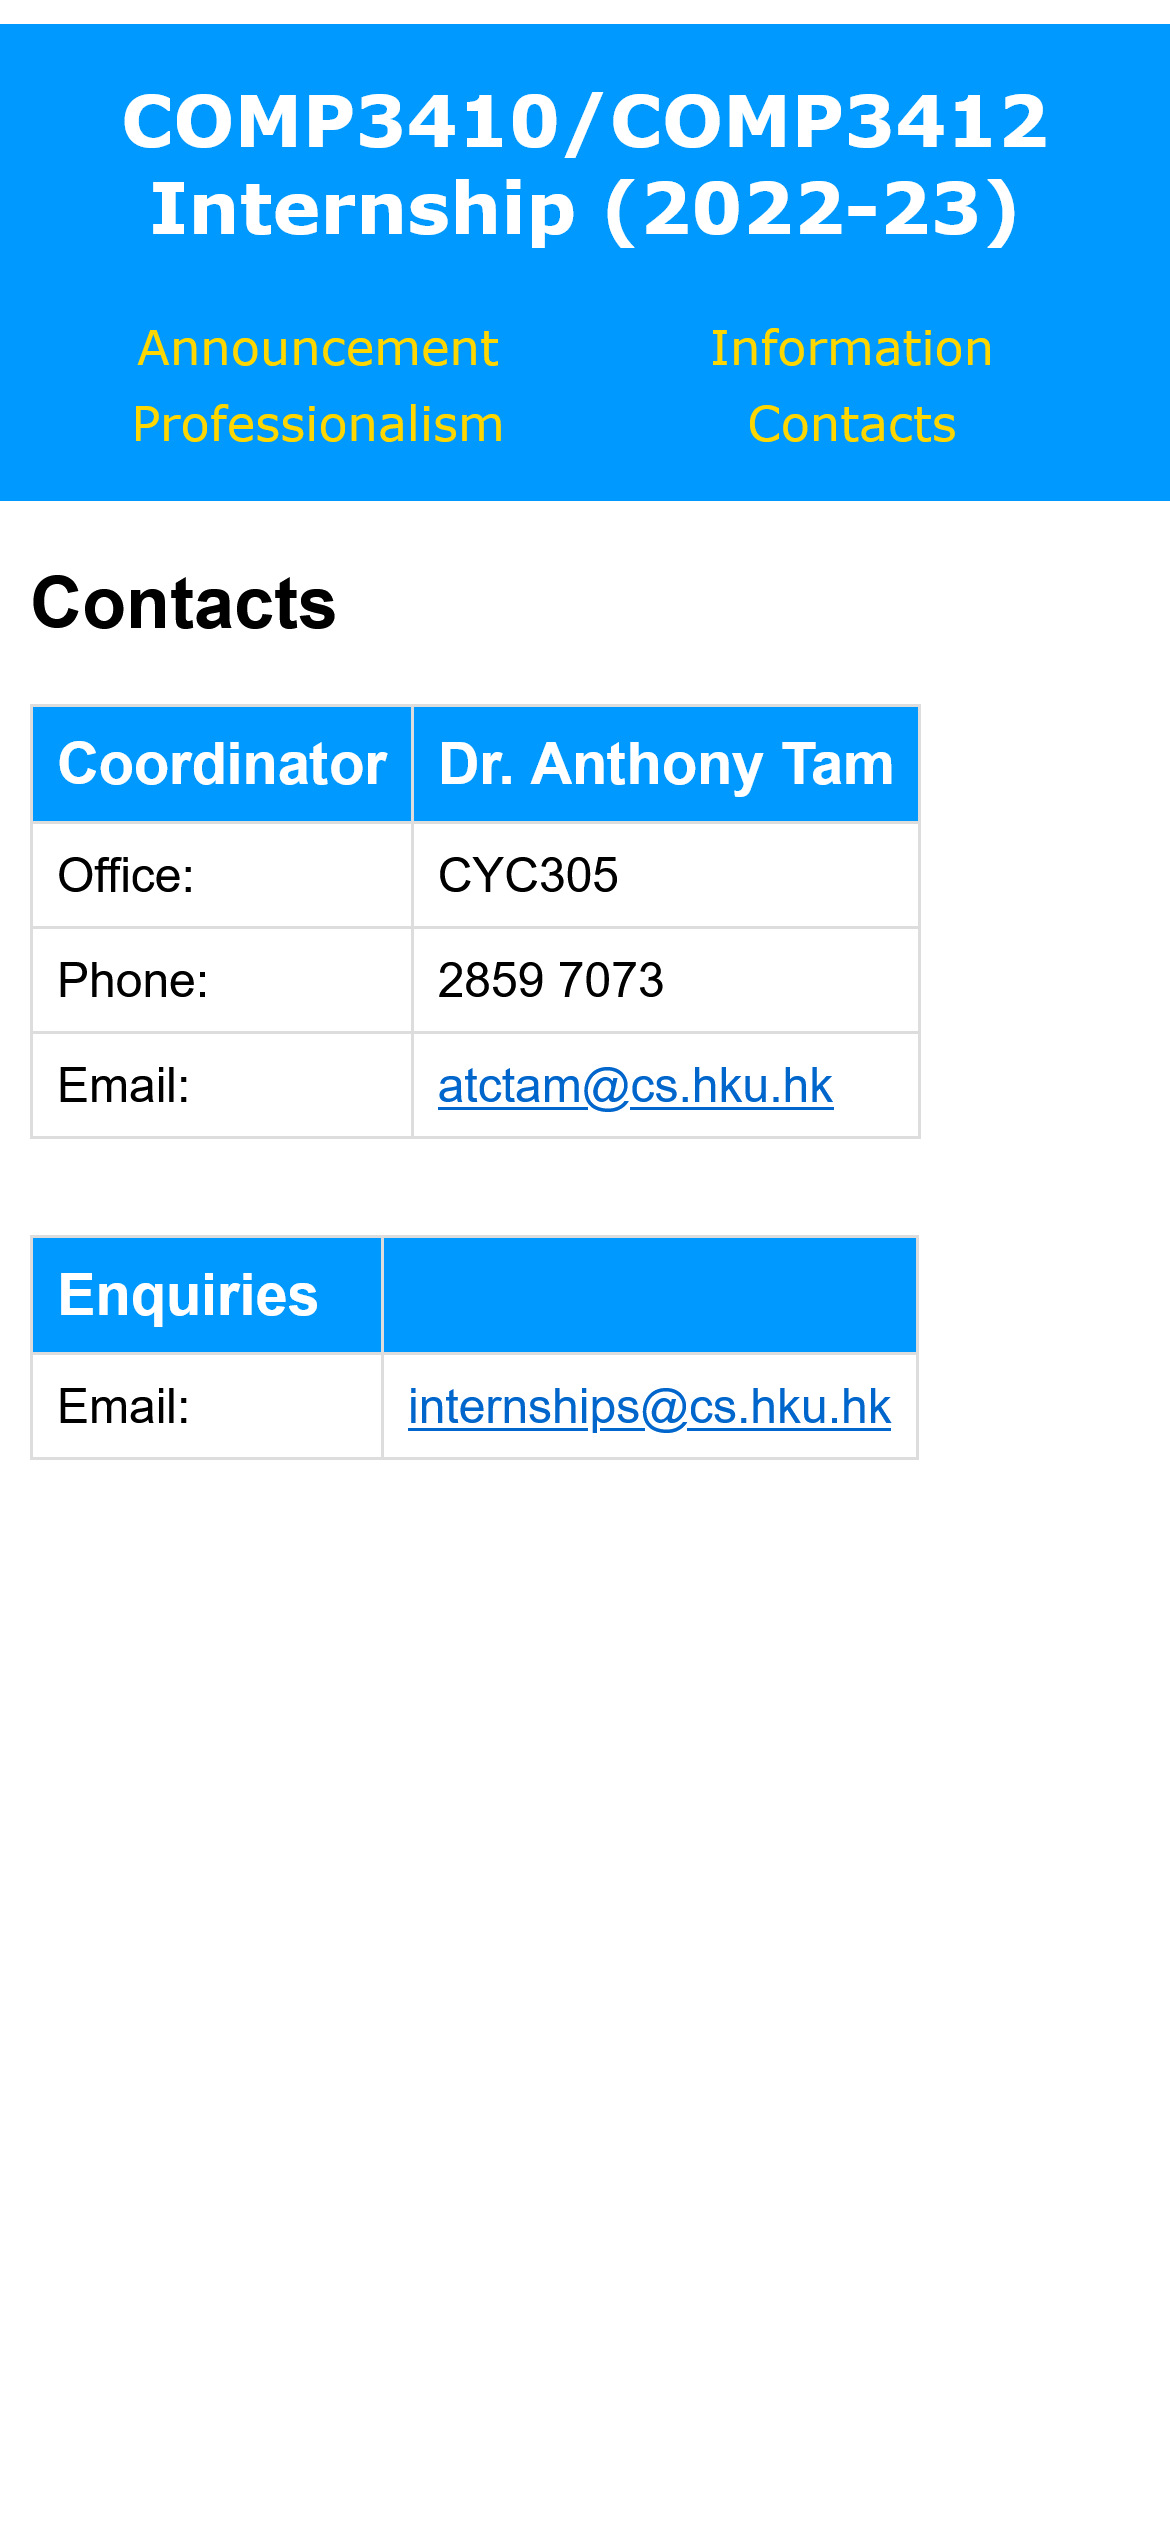 COMP3410/COMP3412
Internship (2022-23)
Announcement Information
Professionalism Contacts
Contacts
Coordinator Dr. Anthony Tam
Office: CYC305
Phone: 2859 7073
Email: atctam@cs.hku.hk
Enquiries
Email: internships@cs.hku.hk